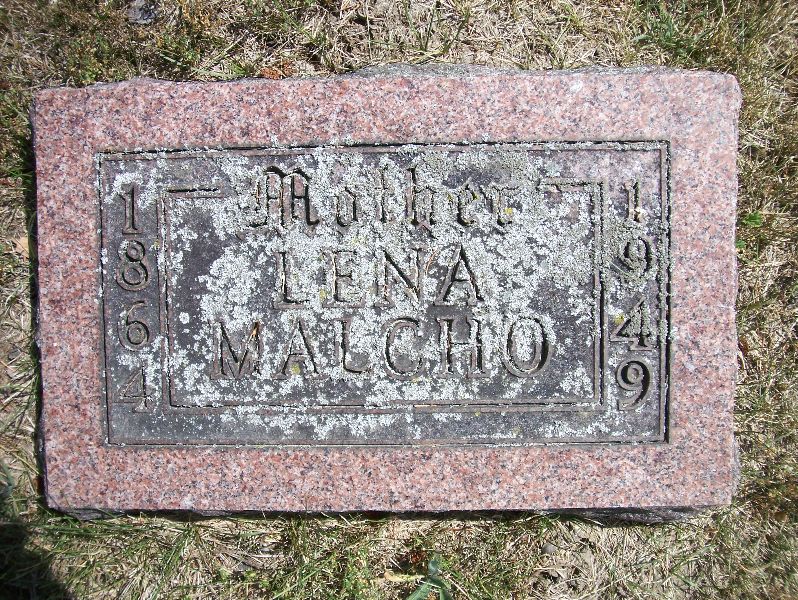 Mother
1864
LENA
MALCHO
1949